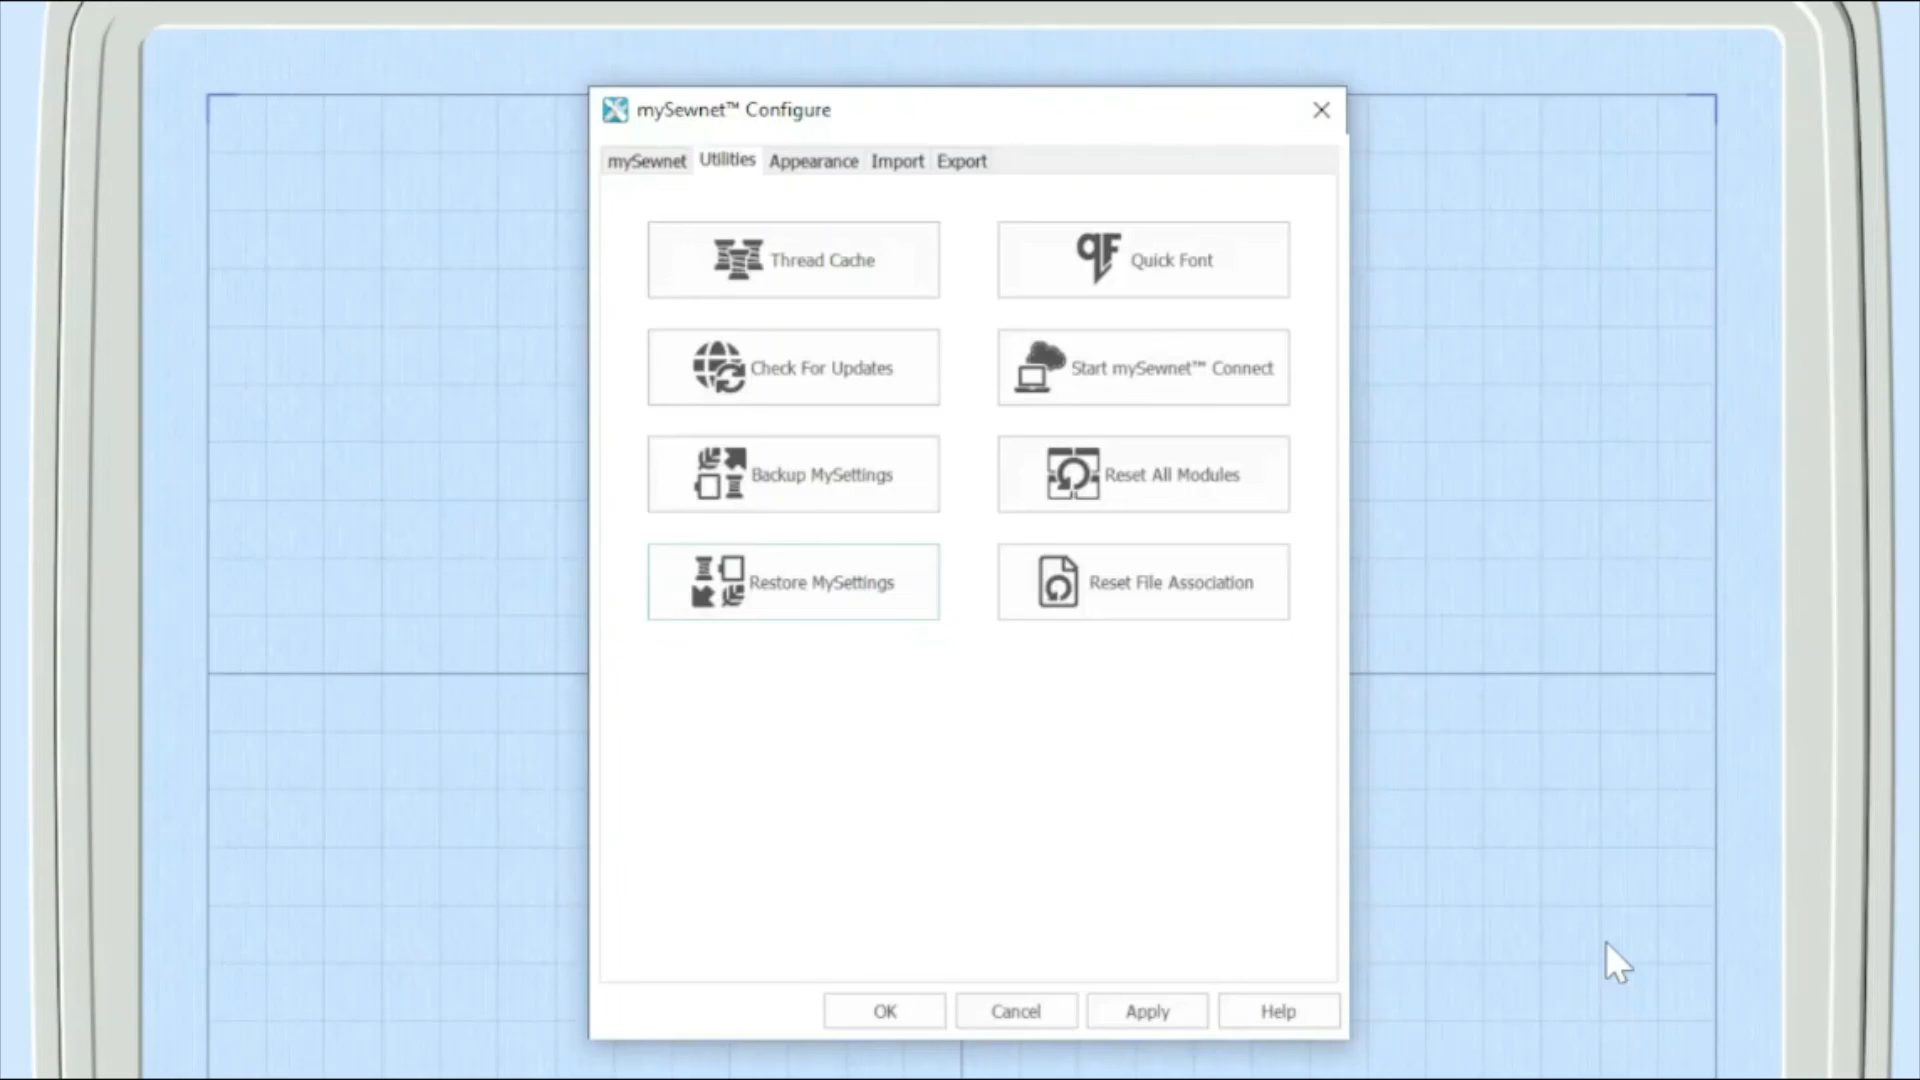 mySewnet™ Configure
mySewnet Utilities Appearance Import Export
Thread Cache
Quick Font
Check For Updates
Start mySewnet™ Connect
Backup MySettings
Reset All Modules
Restore MySettings
Reset File Association
OK Cancel Apply Help